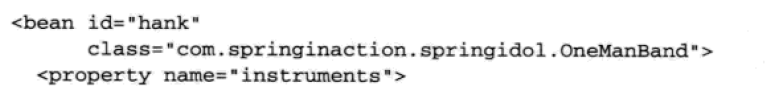 <bean id="hank"
class="com.springinaction.springidol.OneManBand">
<property name="instruments">